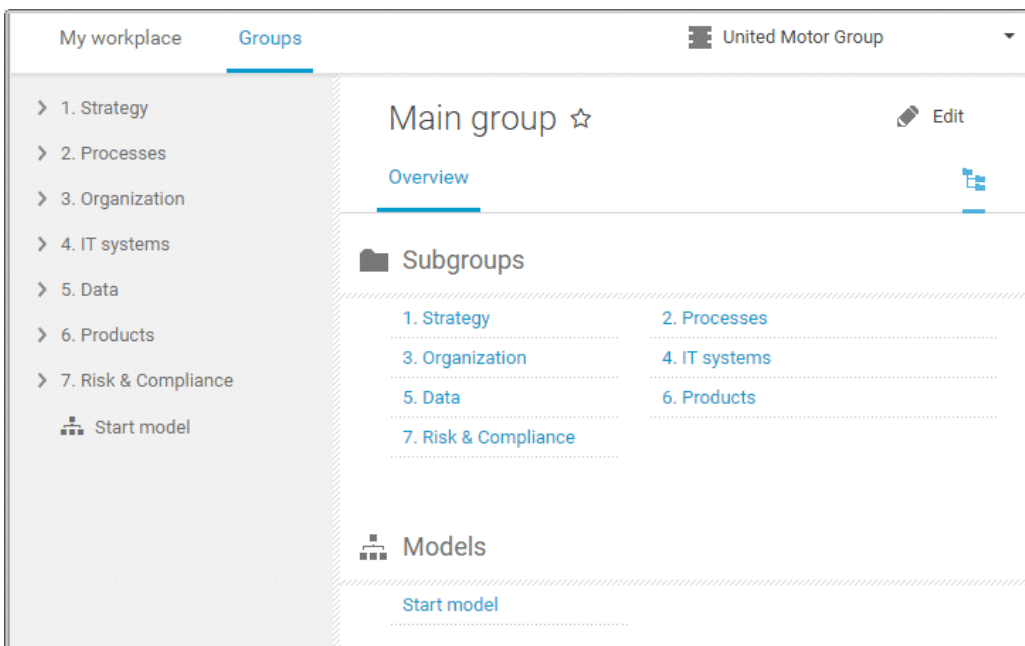 My workplace Groups United Motor Group
1. Strategy
2. Processes
3. Organization
4. IT systems
5. Data
6. Products
7. Risk & Compliance
Start model
Main group Edit
Overview
Subgroups
1. Strategy 2. Processes
3. Organization 4. IT systems
5. Data 6. Products
7. Risk & Compliance
Models
Start model